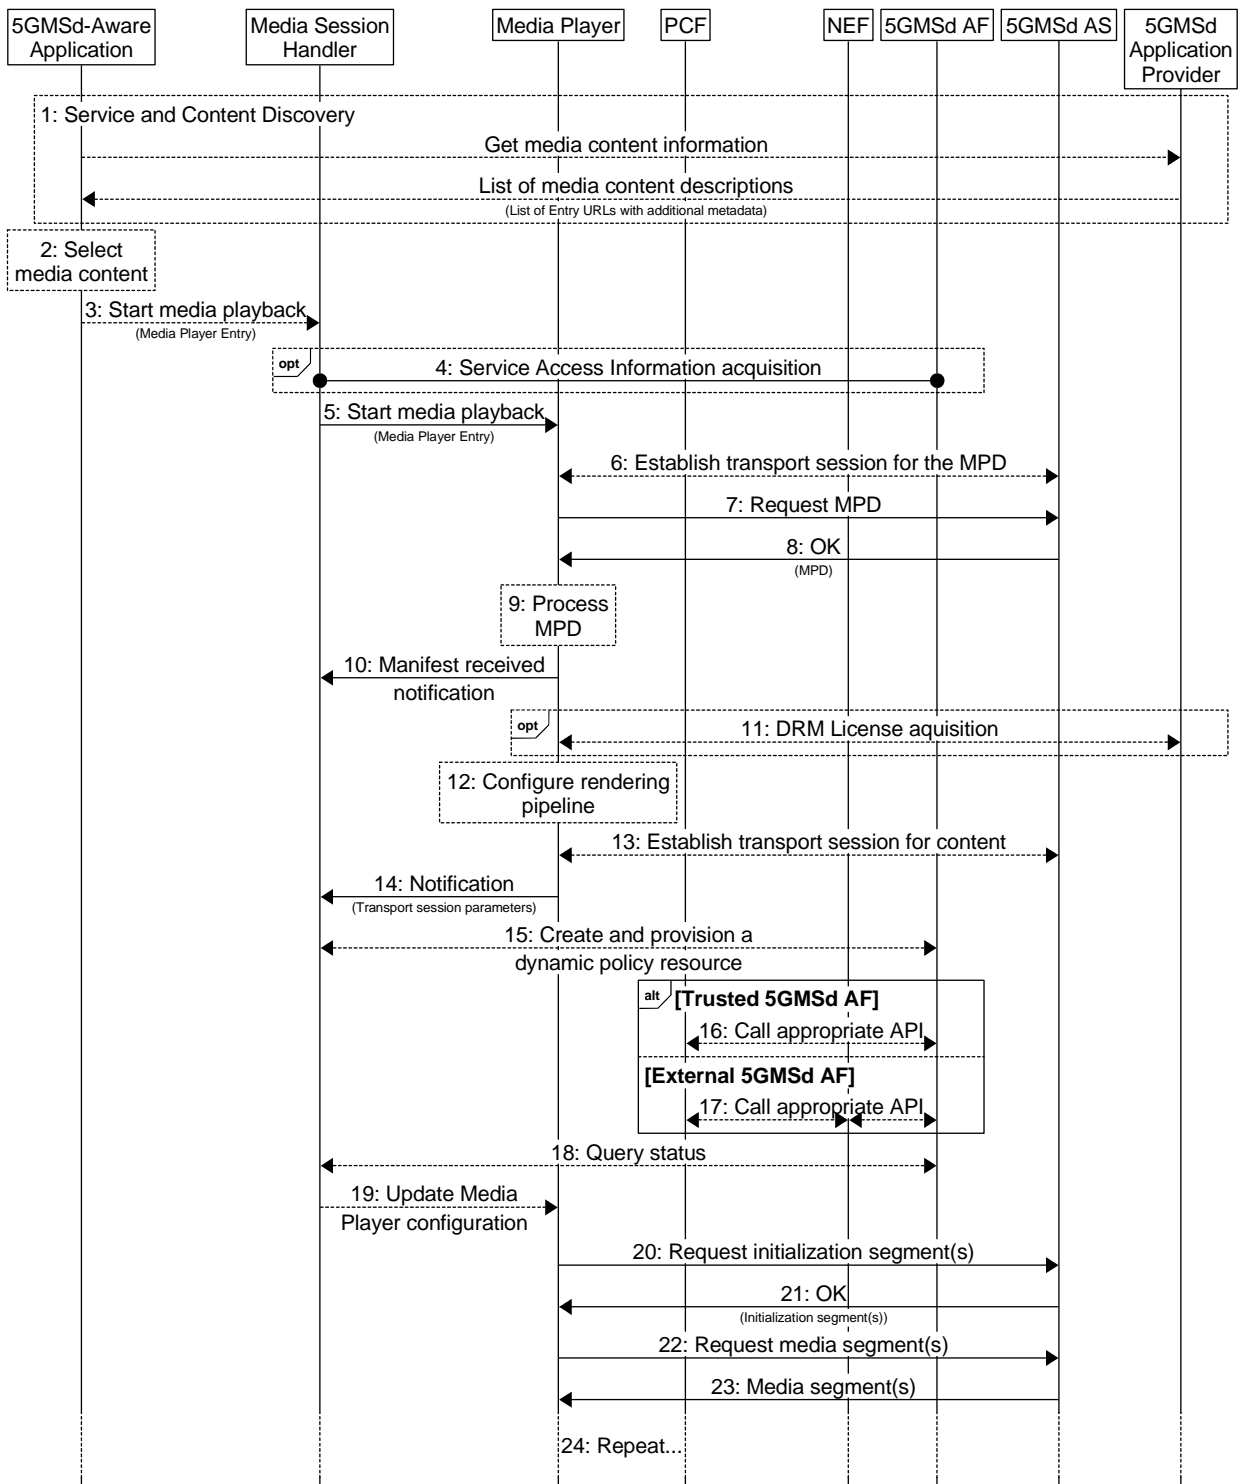 5GMSd-Aware
Application
Media Session
Handler
Media Player
PCF
NEF
5GMSd AF
5GMSd AS
5GMSd
Application
Provider
1: Service and Content Discovery
Get media content information
List of media content descriptions
(List of Entry URLs with additional metadata)
2: Select
media content
3: Start media playback
(Media Player Entry)
opt
4: Service Access Information acquisition
5: Start media playback
(Media Player Entry)
6: Establish transport session for the MPD
7: Request MPD
8: OK
(MPD)
9: Process
MPD
10: Manifest received
notification
opt
11: DRM License aquisition
12: Configure rendering
pipeline
13: Establish transport session for content
14: Notification
(Transport session parameters)
15: Create and provision a
dynamic policy resource
alt
[Trusted 5GMSd AF]
16: Call appropriate API
[External 5GMSd AF]
17: Call appropriate API
18: Query status
19: Update Media
Player configuration
20: Request initialization segment(s)
21: OK
(Initialization segment(s))
22: Request media segment(s)
23: Media segment(s)
24: Repeat...